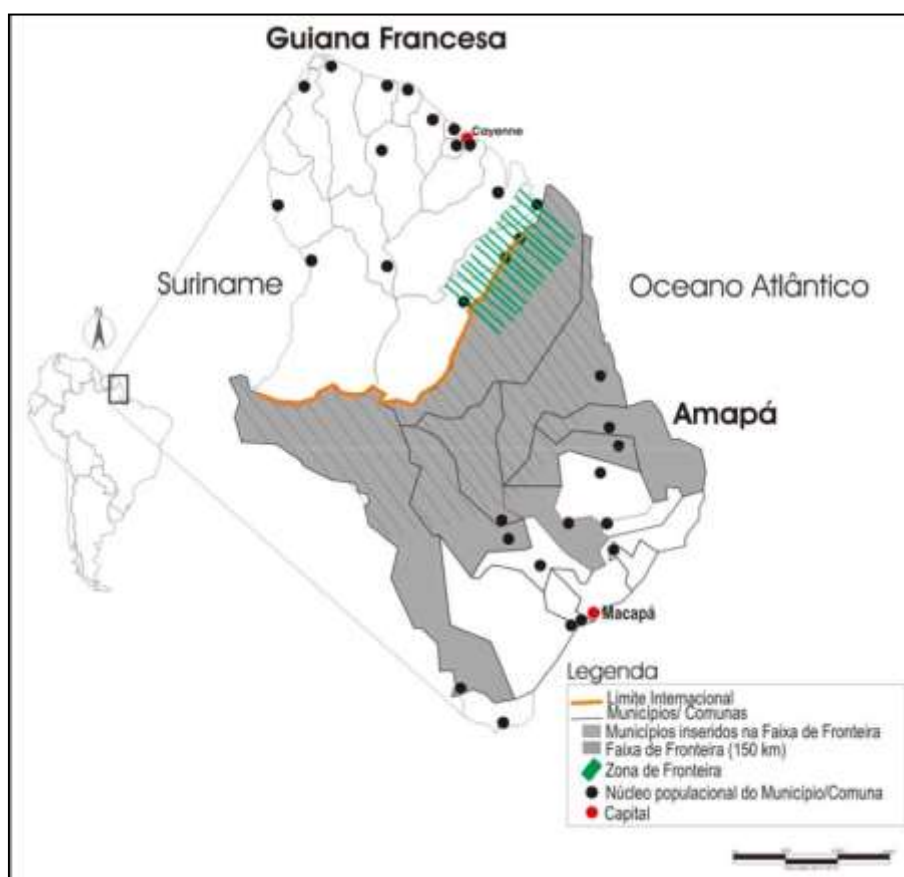 Guiana Francesa
Cayenne
Suriname
Oceano Atlântico
N
Amapá
Macapá
Legenda
Limite Internacional
Municípios/ Comunas
Municípios inseridos na Faixa de Fronteira
Faixa de Fronteira (150 km)
Zona de Fronteira
Núcleo populacional do Município/Comuna
Capital